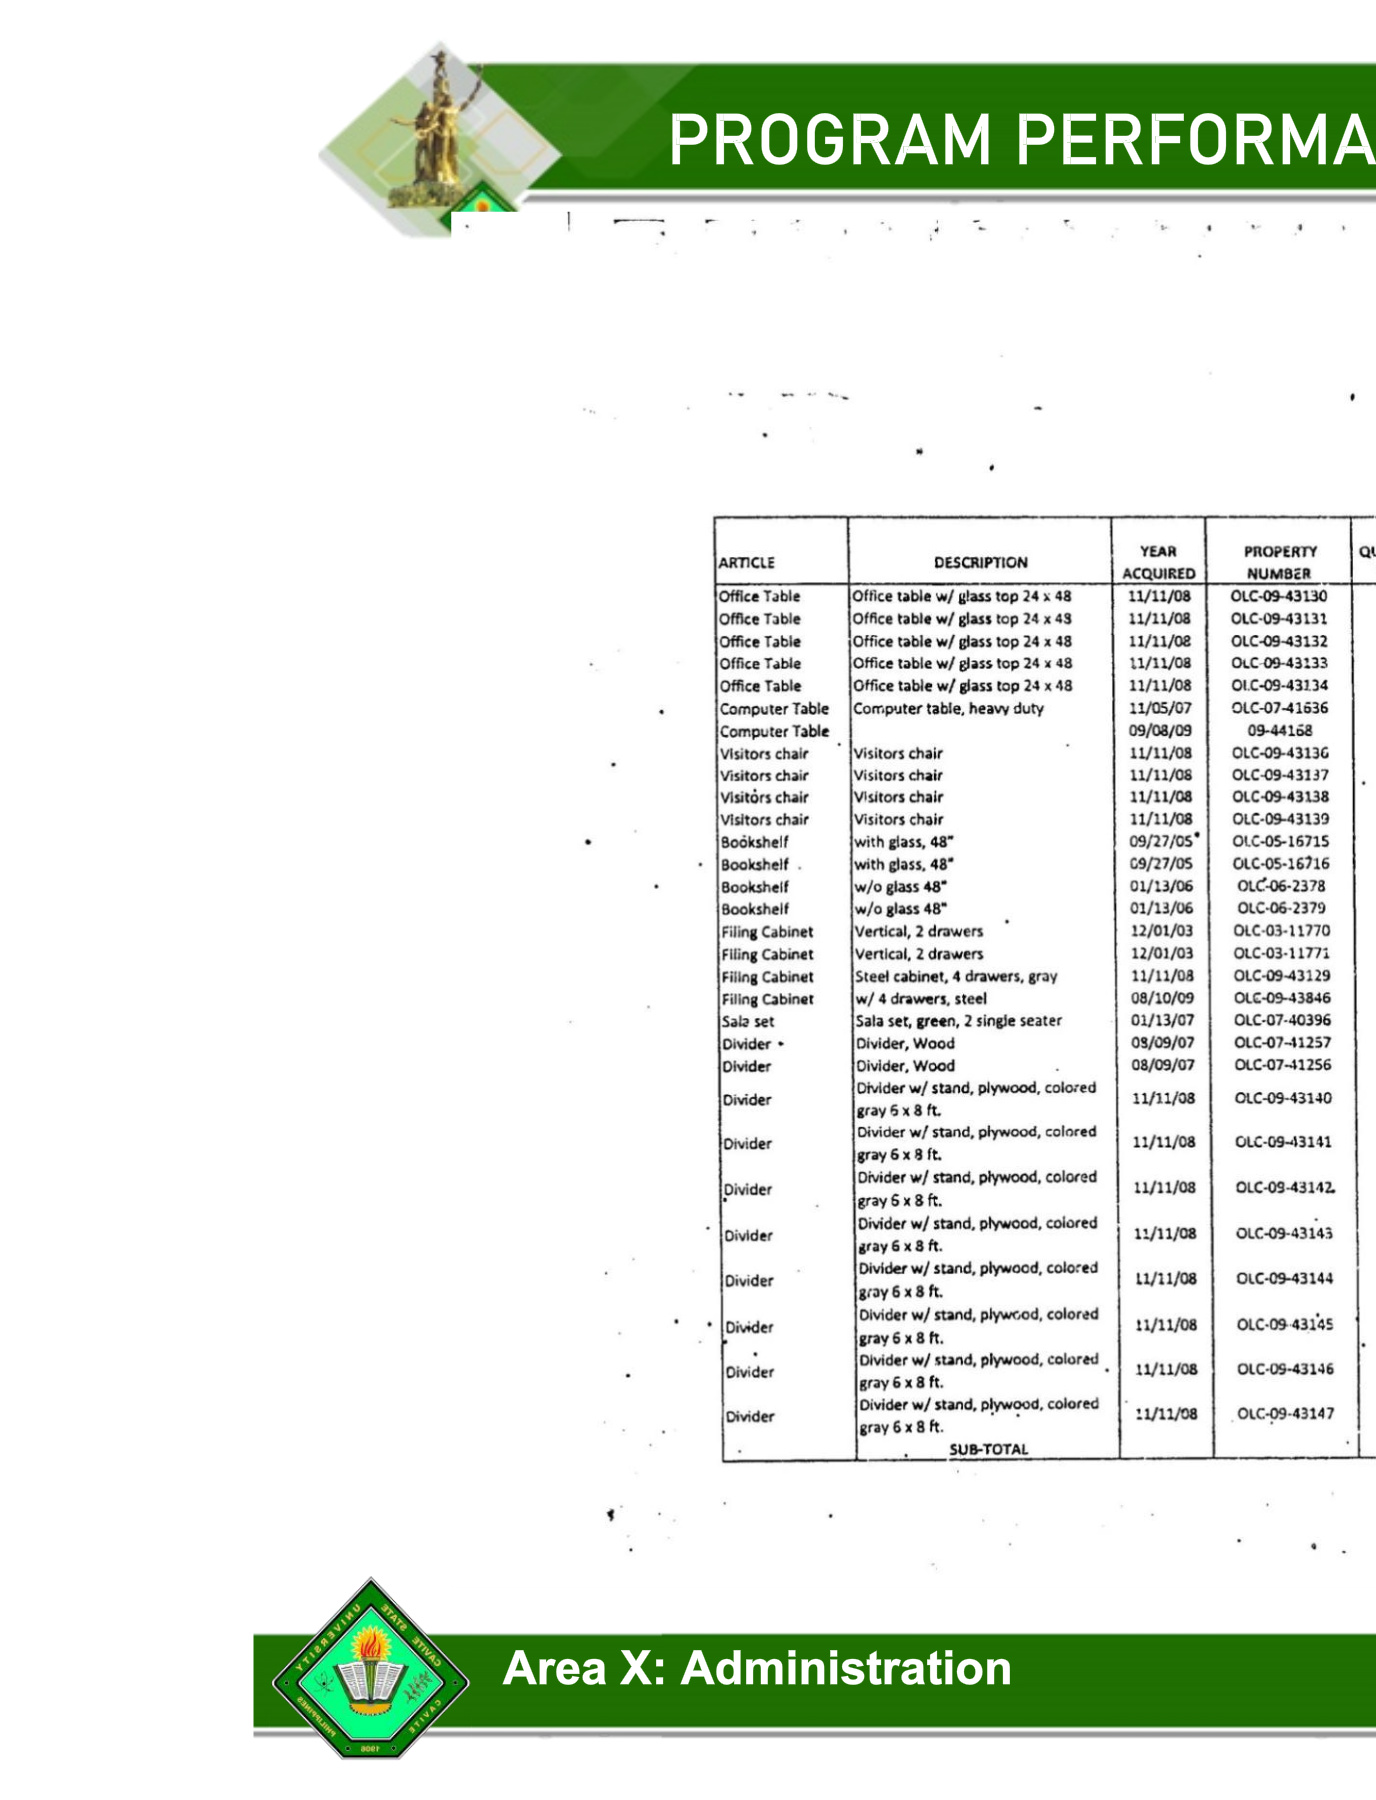 PROGRAM PERFORMA
ARTICLE DESCRIPTION YEAR ACQUIRED PROPERTY NUMBER QU
Office Table Office table w/ glass top 24 x 48 11/11/08 OLC-09-43130
Office Table Office table w/ glass top 24 x 48 11/11/08 OLC-09-43131
Office Table Office table w/ glass top 24 x 48 11/11/08 OLC-09-43132
Office Table Office table w/ glass top 24 x 48 11/11/08 OLC-09-43133
Office Table Office table w/ glass top 24 x 48 11/11/08 OLC-09-43134
Computer Table Computer table, heavy duty 11/05/07 OLC-07-41636
Computer Table 09/08/09 09-44168
Visitors chair Visitors chair 11/11/08 OLC-09-43136
Visitors chair Visitors chair 11/11/08 OLC-09-43137
Visitors chair Visitors chair 11/11/08 OLC-09-43138
Visitors chair Visitors chair 11/11/08 OLC-09-43139
Bookshelf with glass, 48" 09/27/05 OLC-05-16715
Bookshelf with glass, 48" 09/27/05 OLC-05-16716
Bookshelf w/o glass 48" 01/13/06 OLC-06-2378
Bookshelf w/o glass 48" 01/13/06 OLC-06-2379
Filing Cabinet Vertical, 2 drawers 12/01/03 OLC-03-11770
Filing Cabinet Vertical, 2 drawers 12/01/03 OLC-03-11771
Filing Cabinet Steel cabinet, 4 drawers, gray 11/11/08 OLC-09-43129
Filing Cabinet w/ 4 drawers, steel 08/10/09 OLC-09-43846
Sala set Sala set, green, 2 single seater 01/13/07 OLC-07-40396
Divider Divider, Wood 08/09/07 OLC-07-41257
Divider Divider, Wood 08/09/07 OLC-07-41256
Divider Divider w/ stand, plywood, colored gray 6 x 8 ft. 11/11/08 OLC-09-43140
Divider Divider w/ stand, plywood, colored gray 6 x 8 ft. 11/11/08 OLC-09-43141
Divider Divider w/ stand, plywood, colored gray 6 x 8 ft. 11/11/08 OLC-09-43142
Divider Divider w/ stand, plywood, colored gray 6 x 8 ft. 11/11/08 OLC-09-43143
Divider Divider w/ stand, plywood, colored gray 6 x 8 ft. 11/11/08 OLC-09-43144
Divider Divider w/ stand, plywood, colored gray 6 x 8 ft. 11/11/08 OLC-09-43145
Divider Divider w/ stand, plywood, colored gray 6 x 8 ft. 11/11/08 OLC-09-43146
Divider Divider w/ stand, plywood, colored gray 6 x 8 ft. 11/11/08 OLC-09-43147
SUB-TOTAL
CAVITE STATE UNIVERSITY
CAVITE PHILIPPINES
1906
Area X: Administration